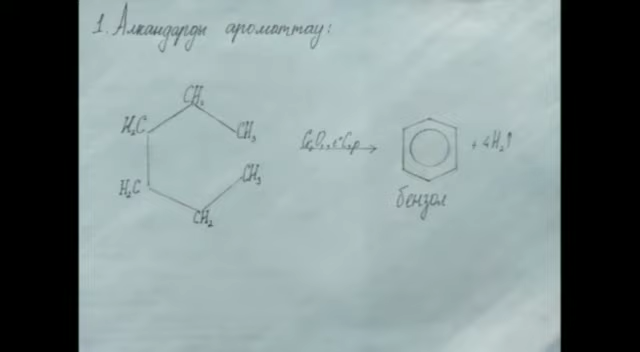 1. Алкандарды ароматтау:
CH₂
H₂C
CH₃
H₂C
CH₃
CH₂
+ 4H₂↑
бензол